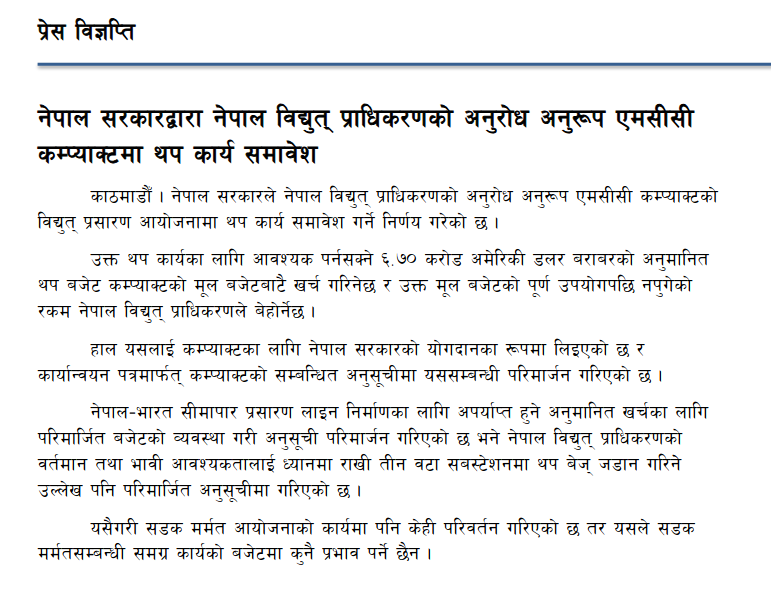 प्रेस विज्ञप्ति
नेपाल सरकारद्वारा नेपाल विद्युत् प्राधिकरणको अनुरोध अनुरूप एमसीसी
कम्प्याक्टमा थप कार्य समावेश
काठमाडौँ । नेपाल सरकारले नेपाल विद्युत् प्राधिकरणको अनुरोध अनुरूप एमसीसी कम्प्याक्टको
विद्युत् प्रसारण आयोजनामा थप कार्य समावेश गर्ने निर्णय गरेको छ ।
उक्त थप कार्यका लागि आवश्यक पर्नसक्ने ६.७० करोड अमेरिकी डलर बराबरको अनुमानित
थप बजेट कम्प्याक्टको मूल बजेटबाटै खर्च गरिनेछ र उक्त मूल बजेटको पूर्ण उपयोगपछि नपुगेको
रकम नेपाल विद्युत् प्राधिकरणले बेहोर्नेछ ।
हाल यसलाई कम्प्याक्टका लागि नेपाल सरकारको योगदानका रूपमा लिइएको छ र
कार्यान्वयन पत्रमार्फत् कम्प्याक्टको सम्बन्धित अनुसूचीमा यससम्बन्धी परिमार्जन गरिएको छ ।
नेपाल-भारत सीमापार प्रसारण लाइन निर्माणका लागि अपर्याप्त हुने अनुमानित खर्चका लागि
परिमार्जित बजेटको व्यवस्था गरी अनुसूची परिमार्जन गरिएको छ भने नेपाल विद्युत् प्राधिकरणको
वर्तमान तथा भावी आवश्यकतालाई ध्यानमा राखी तीन वटा सबस्टेशनमा थप बेज् जडान गरिने
उल्लेख पनि परिमार्जित अनुसूचीमा गरिएको छ ।
यसैगरी सडक मर्मत आयोजनाको कार्यमा पनि केही परिवर्तन गरिएको छ तर यसले सडक
मर्मतसम्बन्धी समग्र कार्यको बजेटमा कुनै प्रभाव पर्ने छैन ।